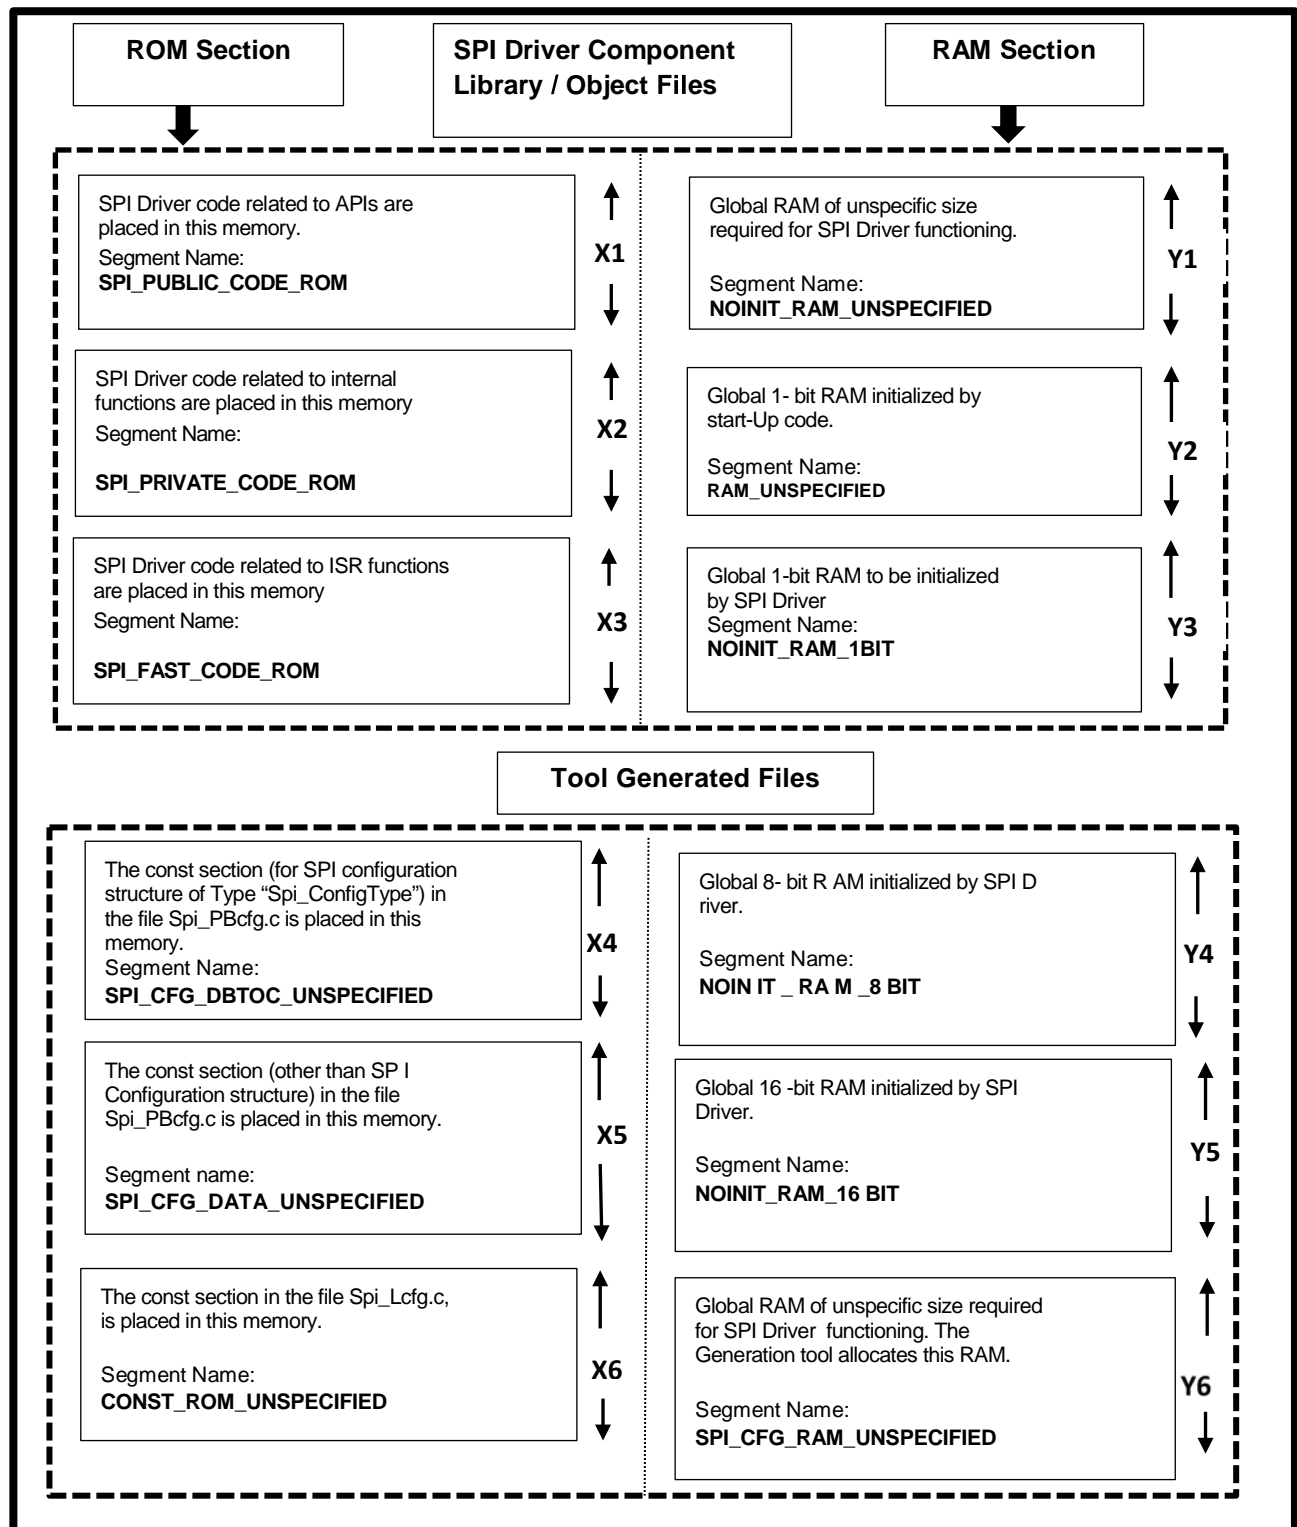 ROM Section
SPI Driver Component
Library / Object Files
RAM Section
SPI Driver code related to APIs are
placed in this memory.
Segment Name:
SPI_PUBLIC_CODE_ROM
X1
SPI Driver code related to internal
functions are placed in this memory
Segment Name:
SPI_PRIVATE_CODE_ROM
X2
SPI Driver code related to ISR functions
are placed in this memory
Segment Name:
SPI_FAST_CODE_ROM
X3
Global RAM of unspecific size
required for SPI Driver functioning.
Segment Name:
NOINIT_RAM_UNSPECIFIED
Y1
Global 1- bit RAM initialized by
start-Up code.
Segment Name:
RAM_UNSPECIFIED
Y2
Global 1-bit RAM to be initialized
by SPI Driver
Segment Name:
NOINIT_RAM_1BIT
Y3
Tool Generated Files
The const section (for SPI configuration
structure of Type “Spi_ConfigType”) in
the file Spi_PBcfg.c is placed in this
memory.
Segment Name:
SPI_CFG_DBTOC_UNSPECIFIED
X4
The const section (other than SP I
Configuration structure) in the file
Spi_PBcfg.c is placed in this memory.
Segment name:
SPI_CFG_DATA_UNSPECIFIED
X5
The const section in the file Spi_Lcfg.c,
is placed in this memory.
Segment Name:
CONST_ROM_UNSPECIFIED
X6
Global 8- bit R AM initialized by SPI D
river.
Segment Name:
NOIN IT _ RA M _8 BIT
Y4
Global 16 -bit RAM initialized by SPI
Driver.
Segment Name:
NOINIT_RAM_16 BIT
Y5
Global RAM of unspecific size required
for SPI Driver functioning. The
Generation tool allocates this RAM.
Segment Name:
SPI_CFG_RAM_UNSPECIFIED
Y6